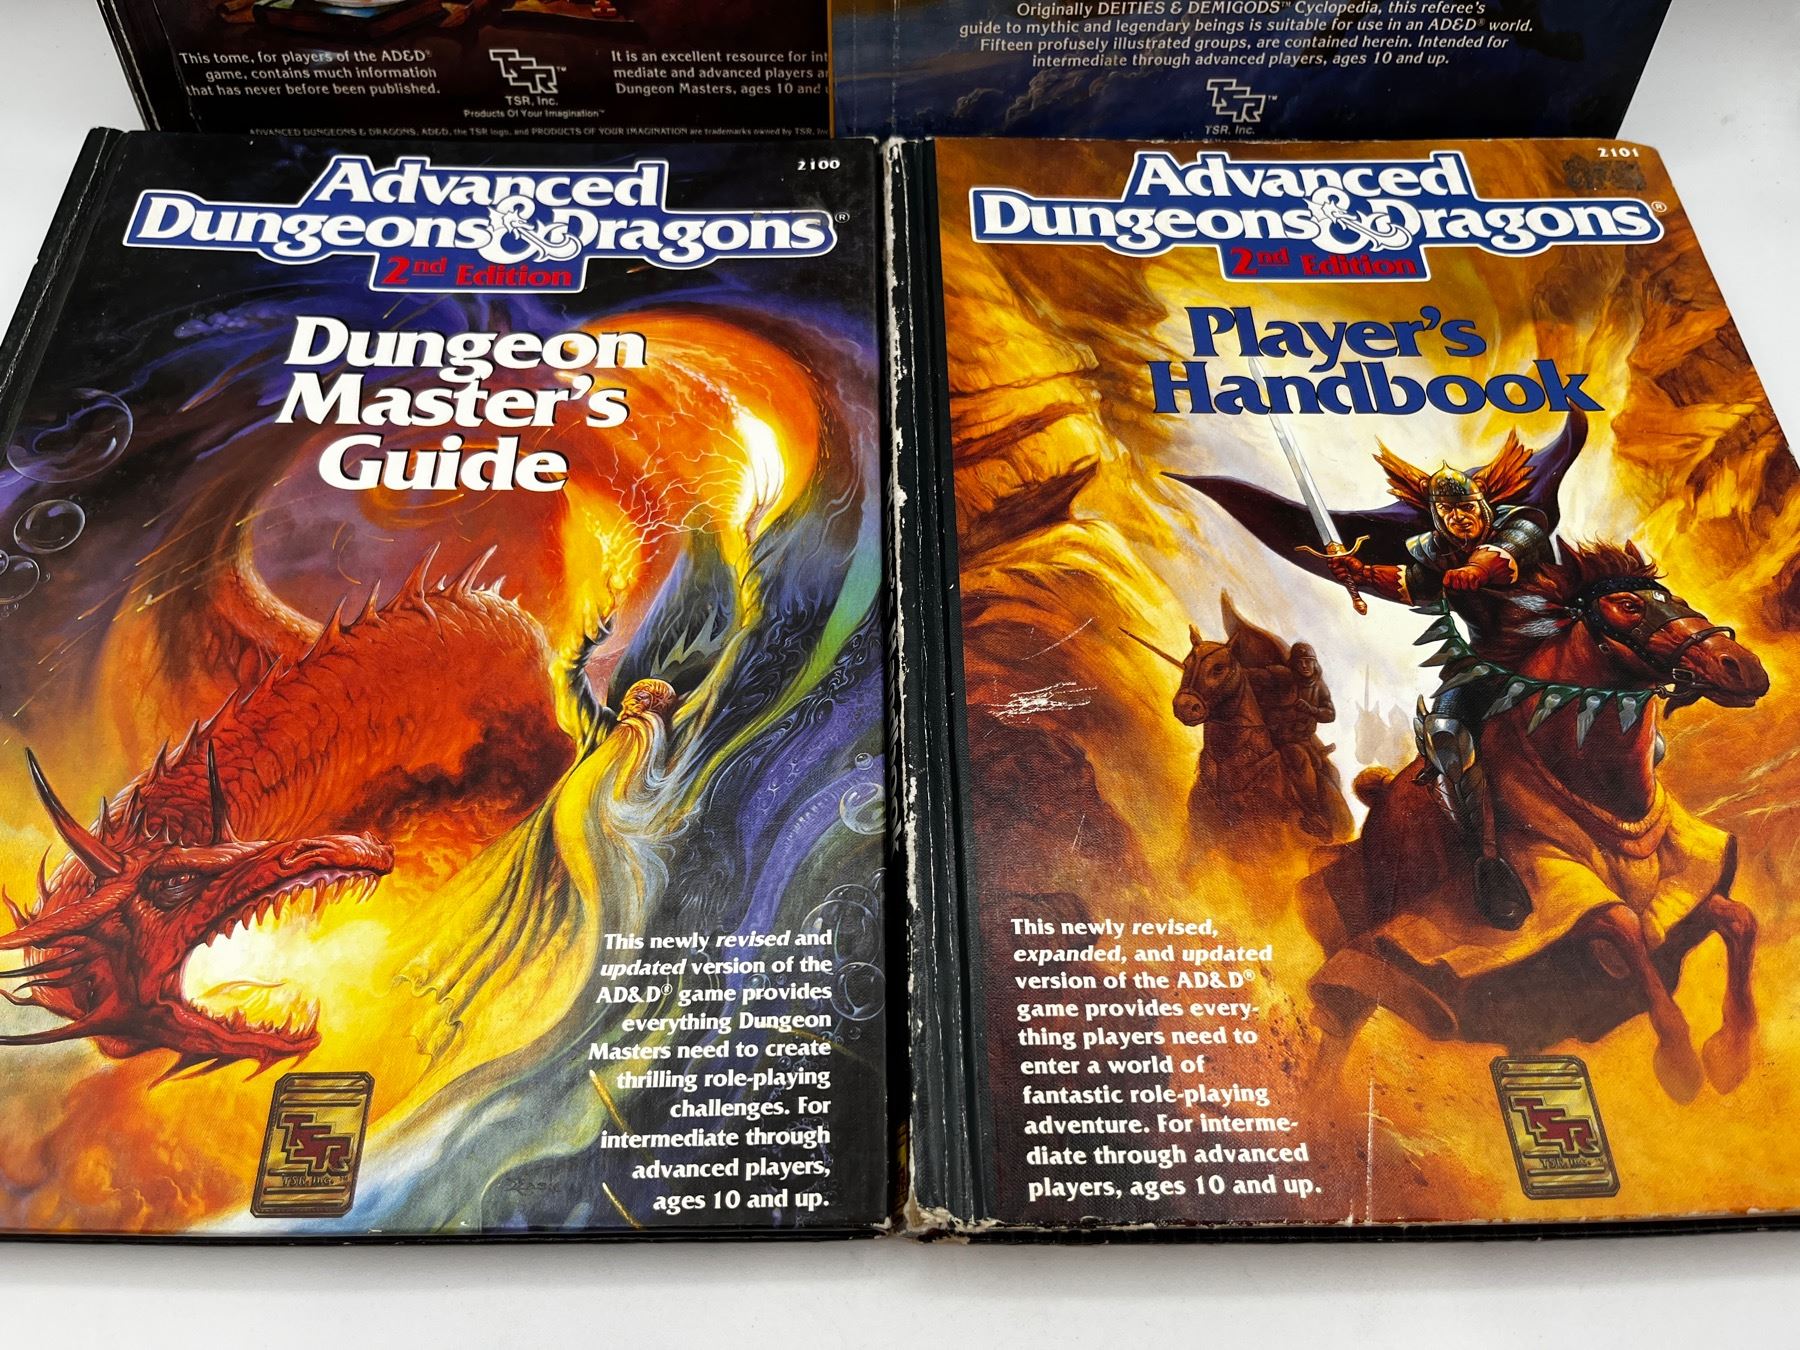 This tome, for players of the AD&D®
game, contains much information
that has never before been published.
TSR™
TSR, Inc.
Products Of Your Imagination™
It is an excellent resource for int
mediate and advanced players a
Dungeon Masters, ages 10 and
ADVANCED DUNGEONS & DRAGONS, AD&D, the TSR logo, and PRODUCTS OF YOUR IMAGINATION are trademarks owned by TSR,
Originally DEITIES & DEMIGODS™ Cyclopedia, this referee's
guide to mythic and legendary beings is suitable for use in an AD&D® world.
Fifteen profusely illustrated groups, are contained herein. Intended for
intermediate through advanced players, ages 10 and up.
TSR™
TSR, Inc.
2100
Advanced
Dungeons & Dragons®
2nd Edition
Dungeon
Master's
Guide
This newly revised and
updated version of the
AD&D® game provides
everything Dungeon
Masters need to create
thrilling role-playing
challenges. For
intermediate through
advanced players,
ages 10 and up.
TSR
TSR, Inc.™
2101
Advanced
Dungeons & Dragons®
2nd Edition
Player's
Handbook
This newly revised,
expanded, and updated
version of the AD&D®
game provides every-
thing players need to
enter a world of
fantastic role-playing
adventure. For interme-
diate through advanced
players, ages 10 and up.
TSR
TSR, Inc.™